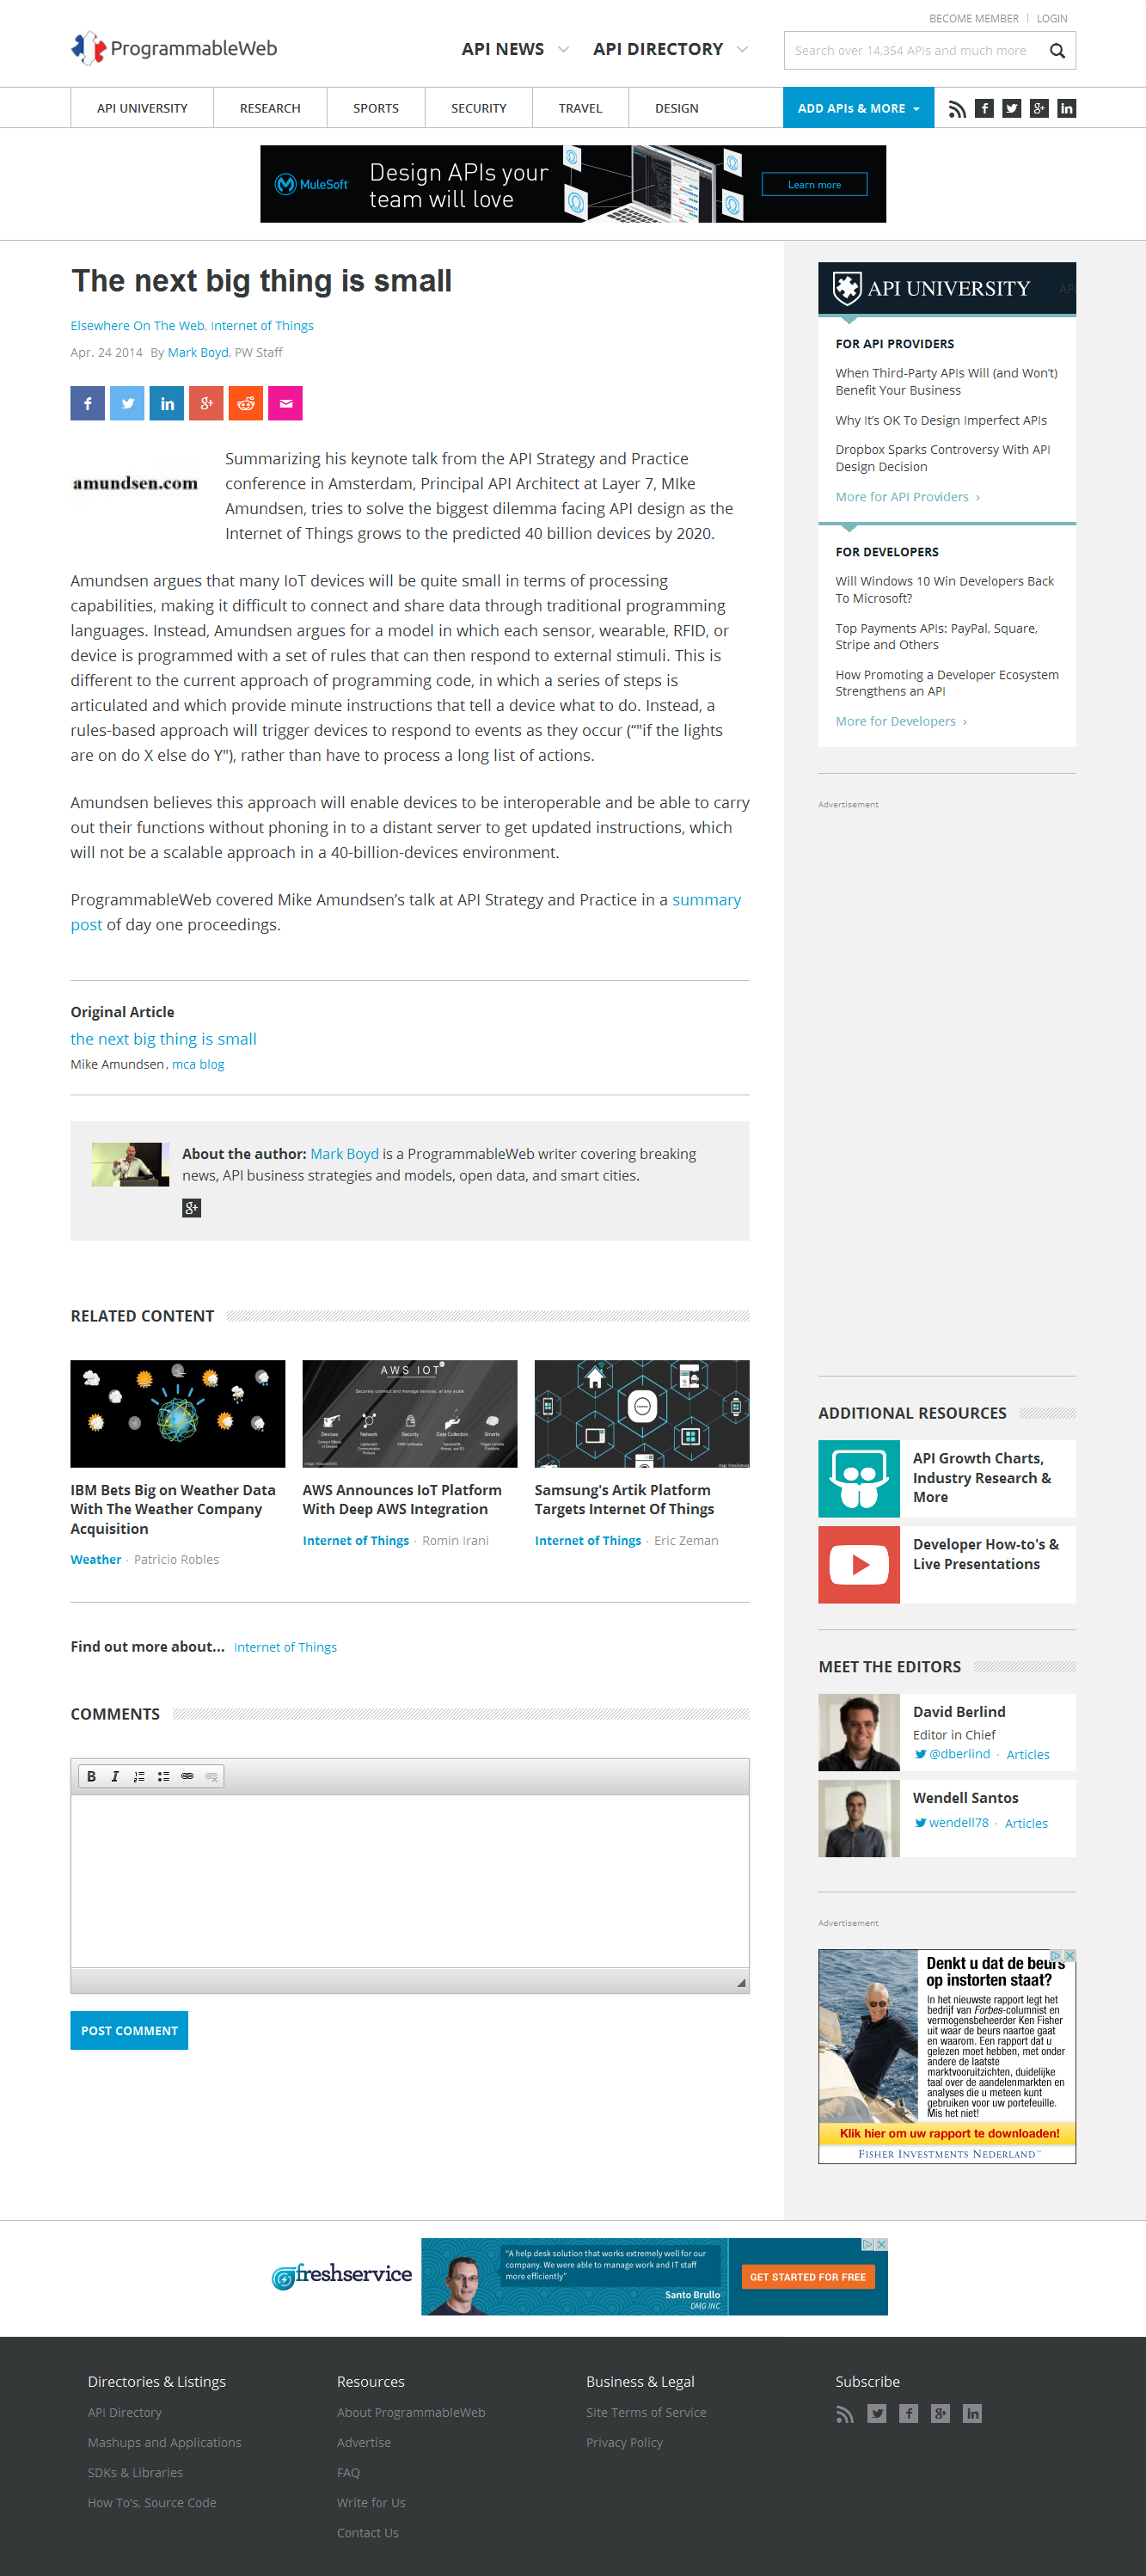 BECOME MEMBER | LOGIN
ProgrammableWeb
API NEWS
API DIRECTORY
Search over 14,354 APIs and much more
API UNIVERSITY
RESEARCH
SPORTS
SECURITY
TRAVEL
DESIGN
ADD APIs & MORE
MuleSoft
Design APIs your
team will love
Learn more
The next big thing is small
Elsewhere On The Web, Internet of Things
Apr. 24 2014 By Mark Boyd, PW Staff
amundsen.com
Summarizing his keynote talk from the API Strategy and Practice
conference in Amsterdam, Principal API Architect at Layer 7, MIke
Amundsen, tries to solve the biggest dilemma facing API design as the
Internet of Things grows to the predicted 40 billion devices by 2020.
Amundsen argues that many IoT devices will be quite small in terms of processing
capabilities, making it difficult to connect and share data through traditional programming
languages. Instead, Amundsen argues for a model in which each sensor, wearable, RFID, or
device is programmed with a set of rules that can then respond to external stimuli. This is
different to the current approach of programming code, in which a series of steps is
articulated and which provide minute instructions that tell a device what to do. Instead, a
rules-based approach will trigger devices to respond to events as they occur (“"if the lights
are on do X else do Y"), rather than have to process a long list of actions.
Amundsen believes this approach will enable devices to be interoperable and be able to carry
out their functions without phoning in to a distant server to get updated instructions, which
will not be a scalable approach in a 40-billion-devices environment.
ProgrammableWeb covered Mike Amundsen’s talk at API Strategy and Practice in a summary
post of day one proceedings.
Original Article
the next big thing is small
Mike Amundsen, mca blog
About the author: Mark Boyd is a ProgrammableWeb writer covering breaking
news, API business strategies and models, open data, and smart cities.
RELATED CONTENT
AWS IOT
Securely connect and manage devices, at any scale
Devices
Network
Security
Data Collection
Smarts
IBM Bets Big on Weather Data
With The Weather Company
Acquisition
Weather · Patricio Robles
AWS Announces IoT Platform
With Deep AWS Integration
Internet of Things · Romin Irani
Samsung's Artik Platform
Targets Internet Of Things
Internet of Things · Eric Zeman
Find out more about... Internet of Things
COMMENTS
B I
POST COMMENT
API UNIVERSITY
FOR API PROVIDERS
When Third-Party APIs Will (and Won’t)
Benefit Your Business
Why It’s OK To Design Imperfect APIs
Dropbox Sparks Controversy With API
Design Decision
More for API Providers ›
FOR DEVELOPERS
Will Windows 10 Win Developers Back
To Microsoft?
Top Payments APIs: PayPal, Square,
Stripe and Others
How Promoting a Developer Ecosystem
Strengthens an API
More for Developers ›
Advertisement
ADDITIONAL RESOURCES
API Growth Charts,
Industry Research &
More
Developer How-to's &
Live Presentations
MEET THE EDITORS
David Berlind
Editor in Chief
@dberlind · Articles
Wendell Santos
wendell78 · Articles
Advertisement
Denkt u dat de beurs
op instorten staat?
In het nieuwste rapport legt het
bedrijf van Forbes-columnist en
vermogensbeheerder Ken Fisher
uit waar de beurs naartoe gaat
en waarom. Een rapport dat u
gelezen moet hebben, met onder
andere de laatste
marktvooruitzichten, duidelijke
taal over de aandelenmarkten en
analyses die u meteen kunt
gebruiken voor uw portefeuille.
Mis het niet!
Klik hier om uw rapport te downloaden!
FISHER INVESTMENTS NEDERLAND™
freshservice
“A help desk solution that works extremely well for our
company. We were able to manage work and IT staff
more efficiently”
Santo Brullo
DMG INC
GET STARTED FOR FREE
Directories & Listings
API Directory
Mashups and Applications
SDKs & Libraries
How To's, Source Code
Resources
About ProgrammableWeb
Advertise
FAQ
Write for Us
Contact Us
Business & Legal
Site Terms of Service
Privacy Policy
Subscribe